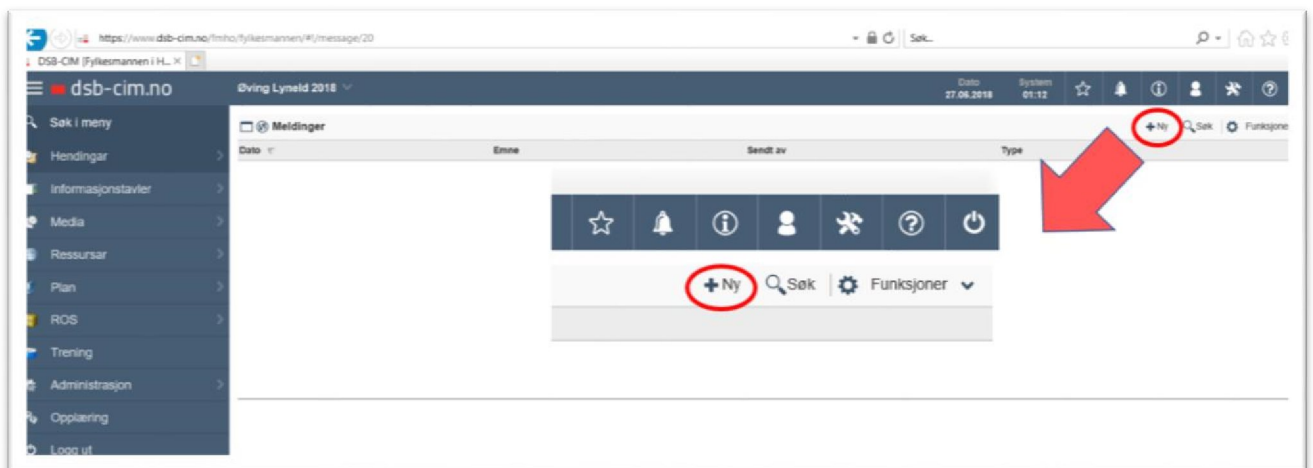 https://www.dsb-cim.no/fmho/fylkesmannen/#!/message/20
Søk...
DSB-CIM (Fylkesmannen i H...
dsb-cim.no
Øving Lyneld 2018
Dato
27.06.2018
System
01:12
Søk i meny
Meldinger
+Ny
Søk
Funksjone
Hendingar
Dato
Emne
Sendt av
Type
Informasjonstavler
Media
Ressursar
+Ny
Søk
Funksjoner
Plan
ROS
Trening
Administrasjon
Opplæring
Logg ut